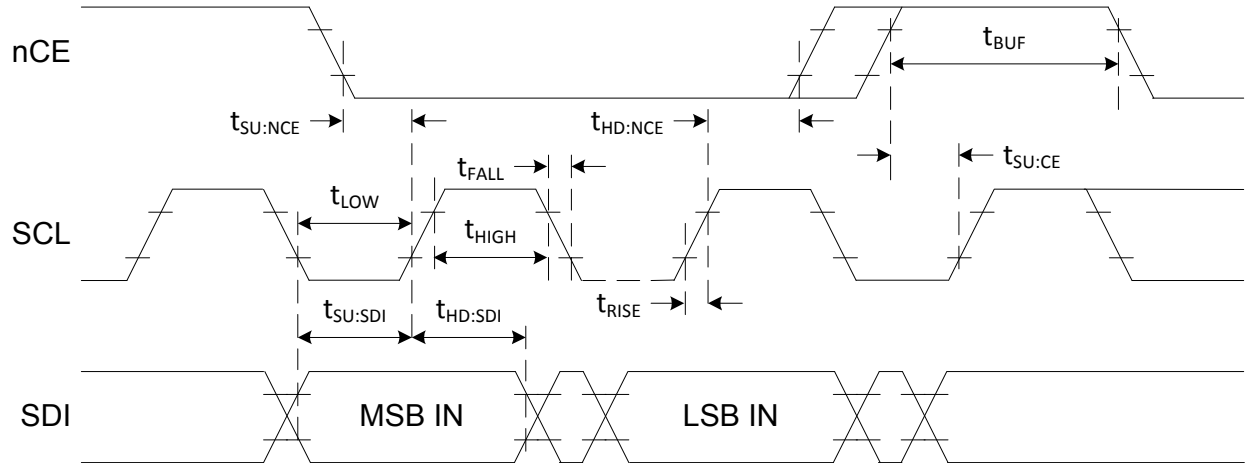 nCE
tBUF
tSU:NCE
tHD:NCE
tSU:CE
tFALL
tLOW
SCL
tHIGH
tRISE
tSU:SDI
tHD:SDI
SDI
MSB IN
LSB IN